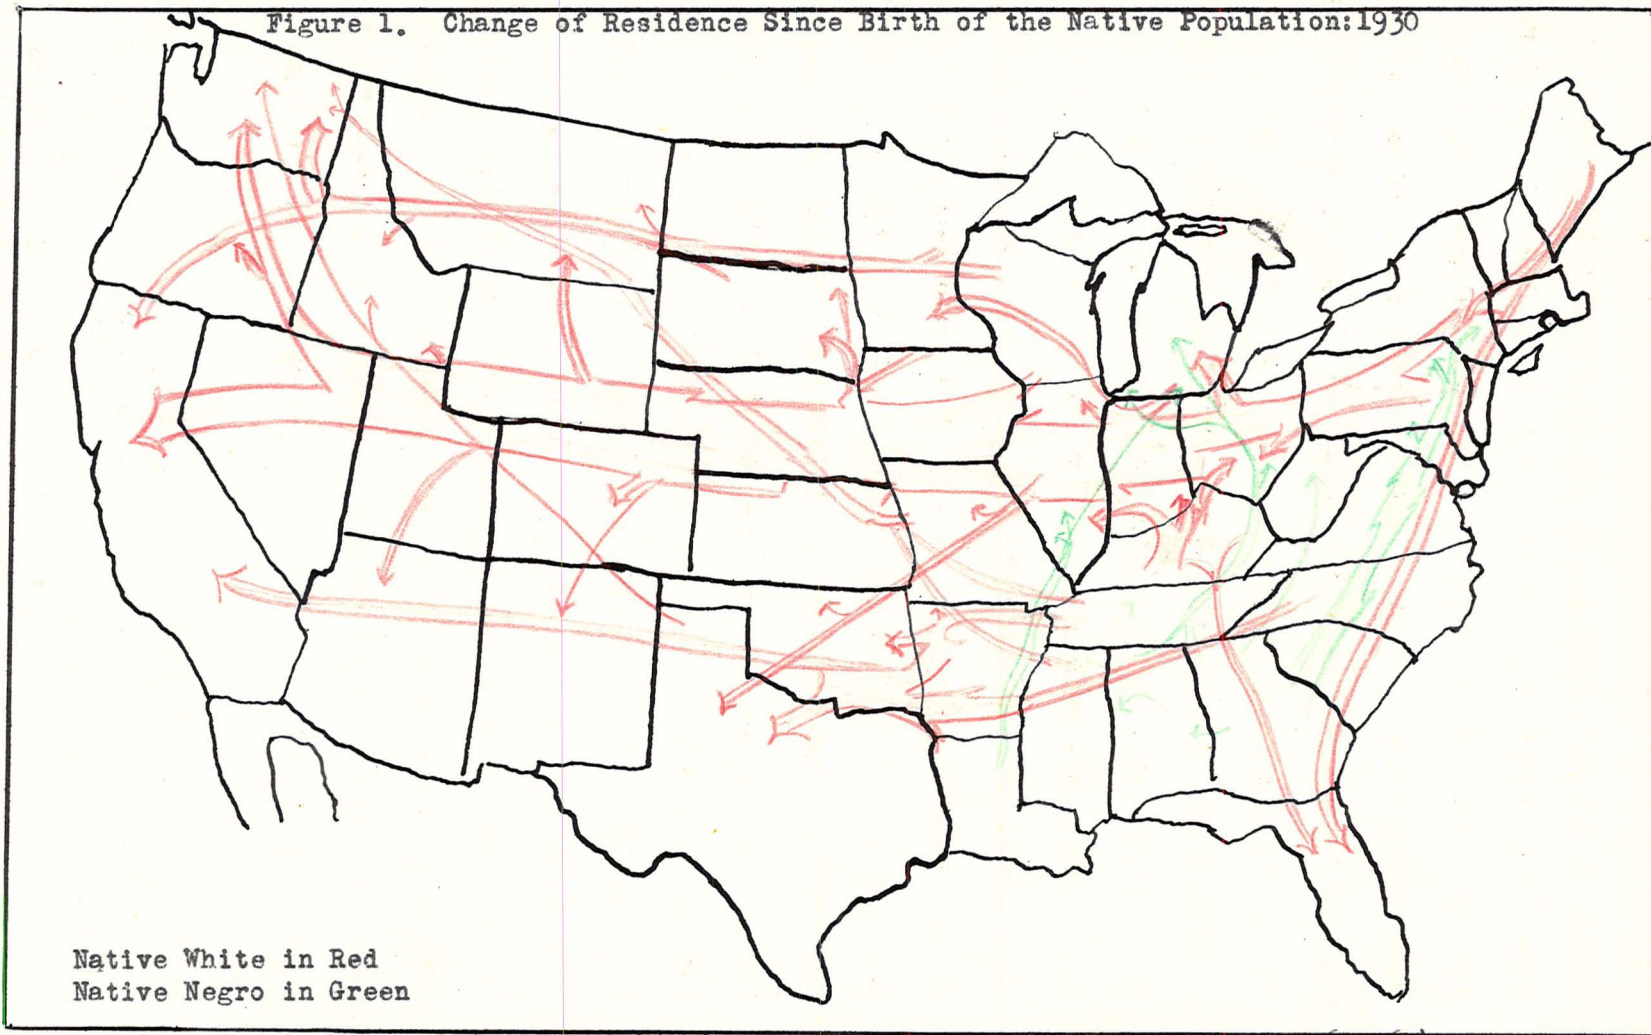 Figure 1. Change of Residence Since Birth of the Native Population:1930
Native White in Red
Native Negro in Green